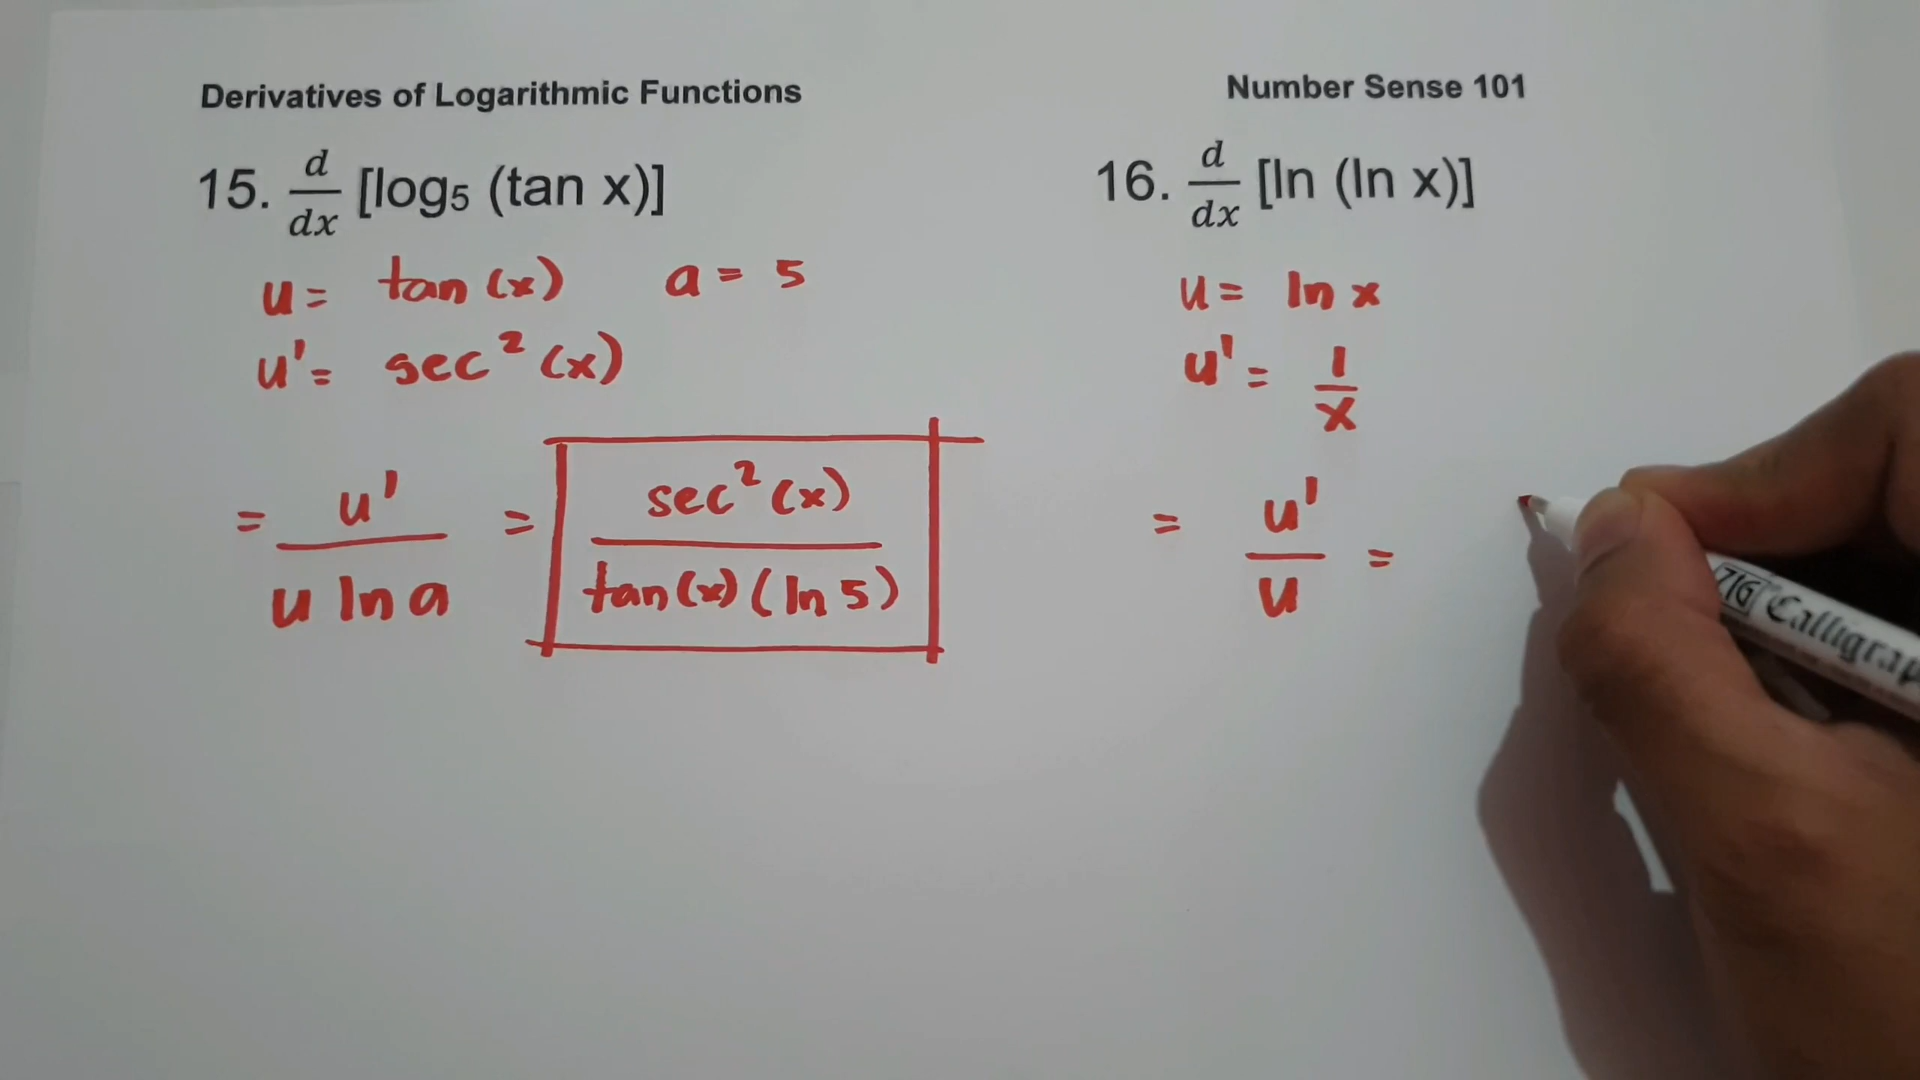 Derivatives of Logarithmic Functions
15. d/dx [log₅ (tan x)]
u = tan (x) a = 5
u' = sec² (x)
= u' / u ln a = sec² (x) / tan (x) (ln 5)
Number Sense 101
16. d/dx [ln (ln x)]
u = ln x
u' = 1/x
= u' / u =
ZIG